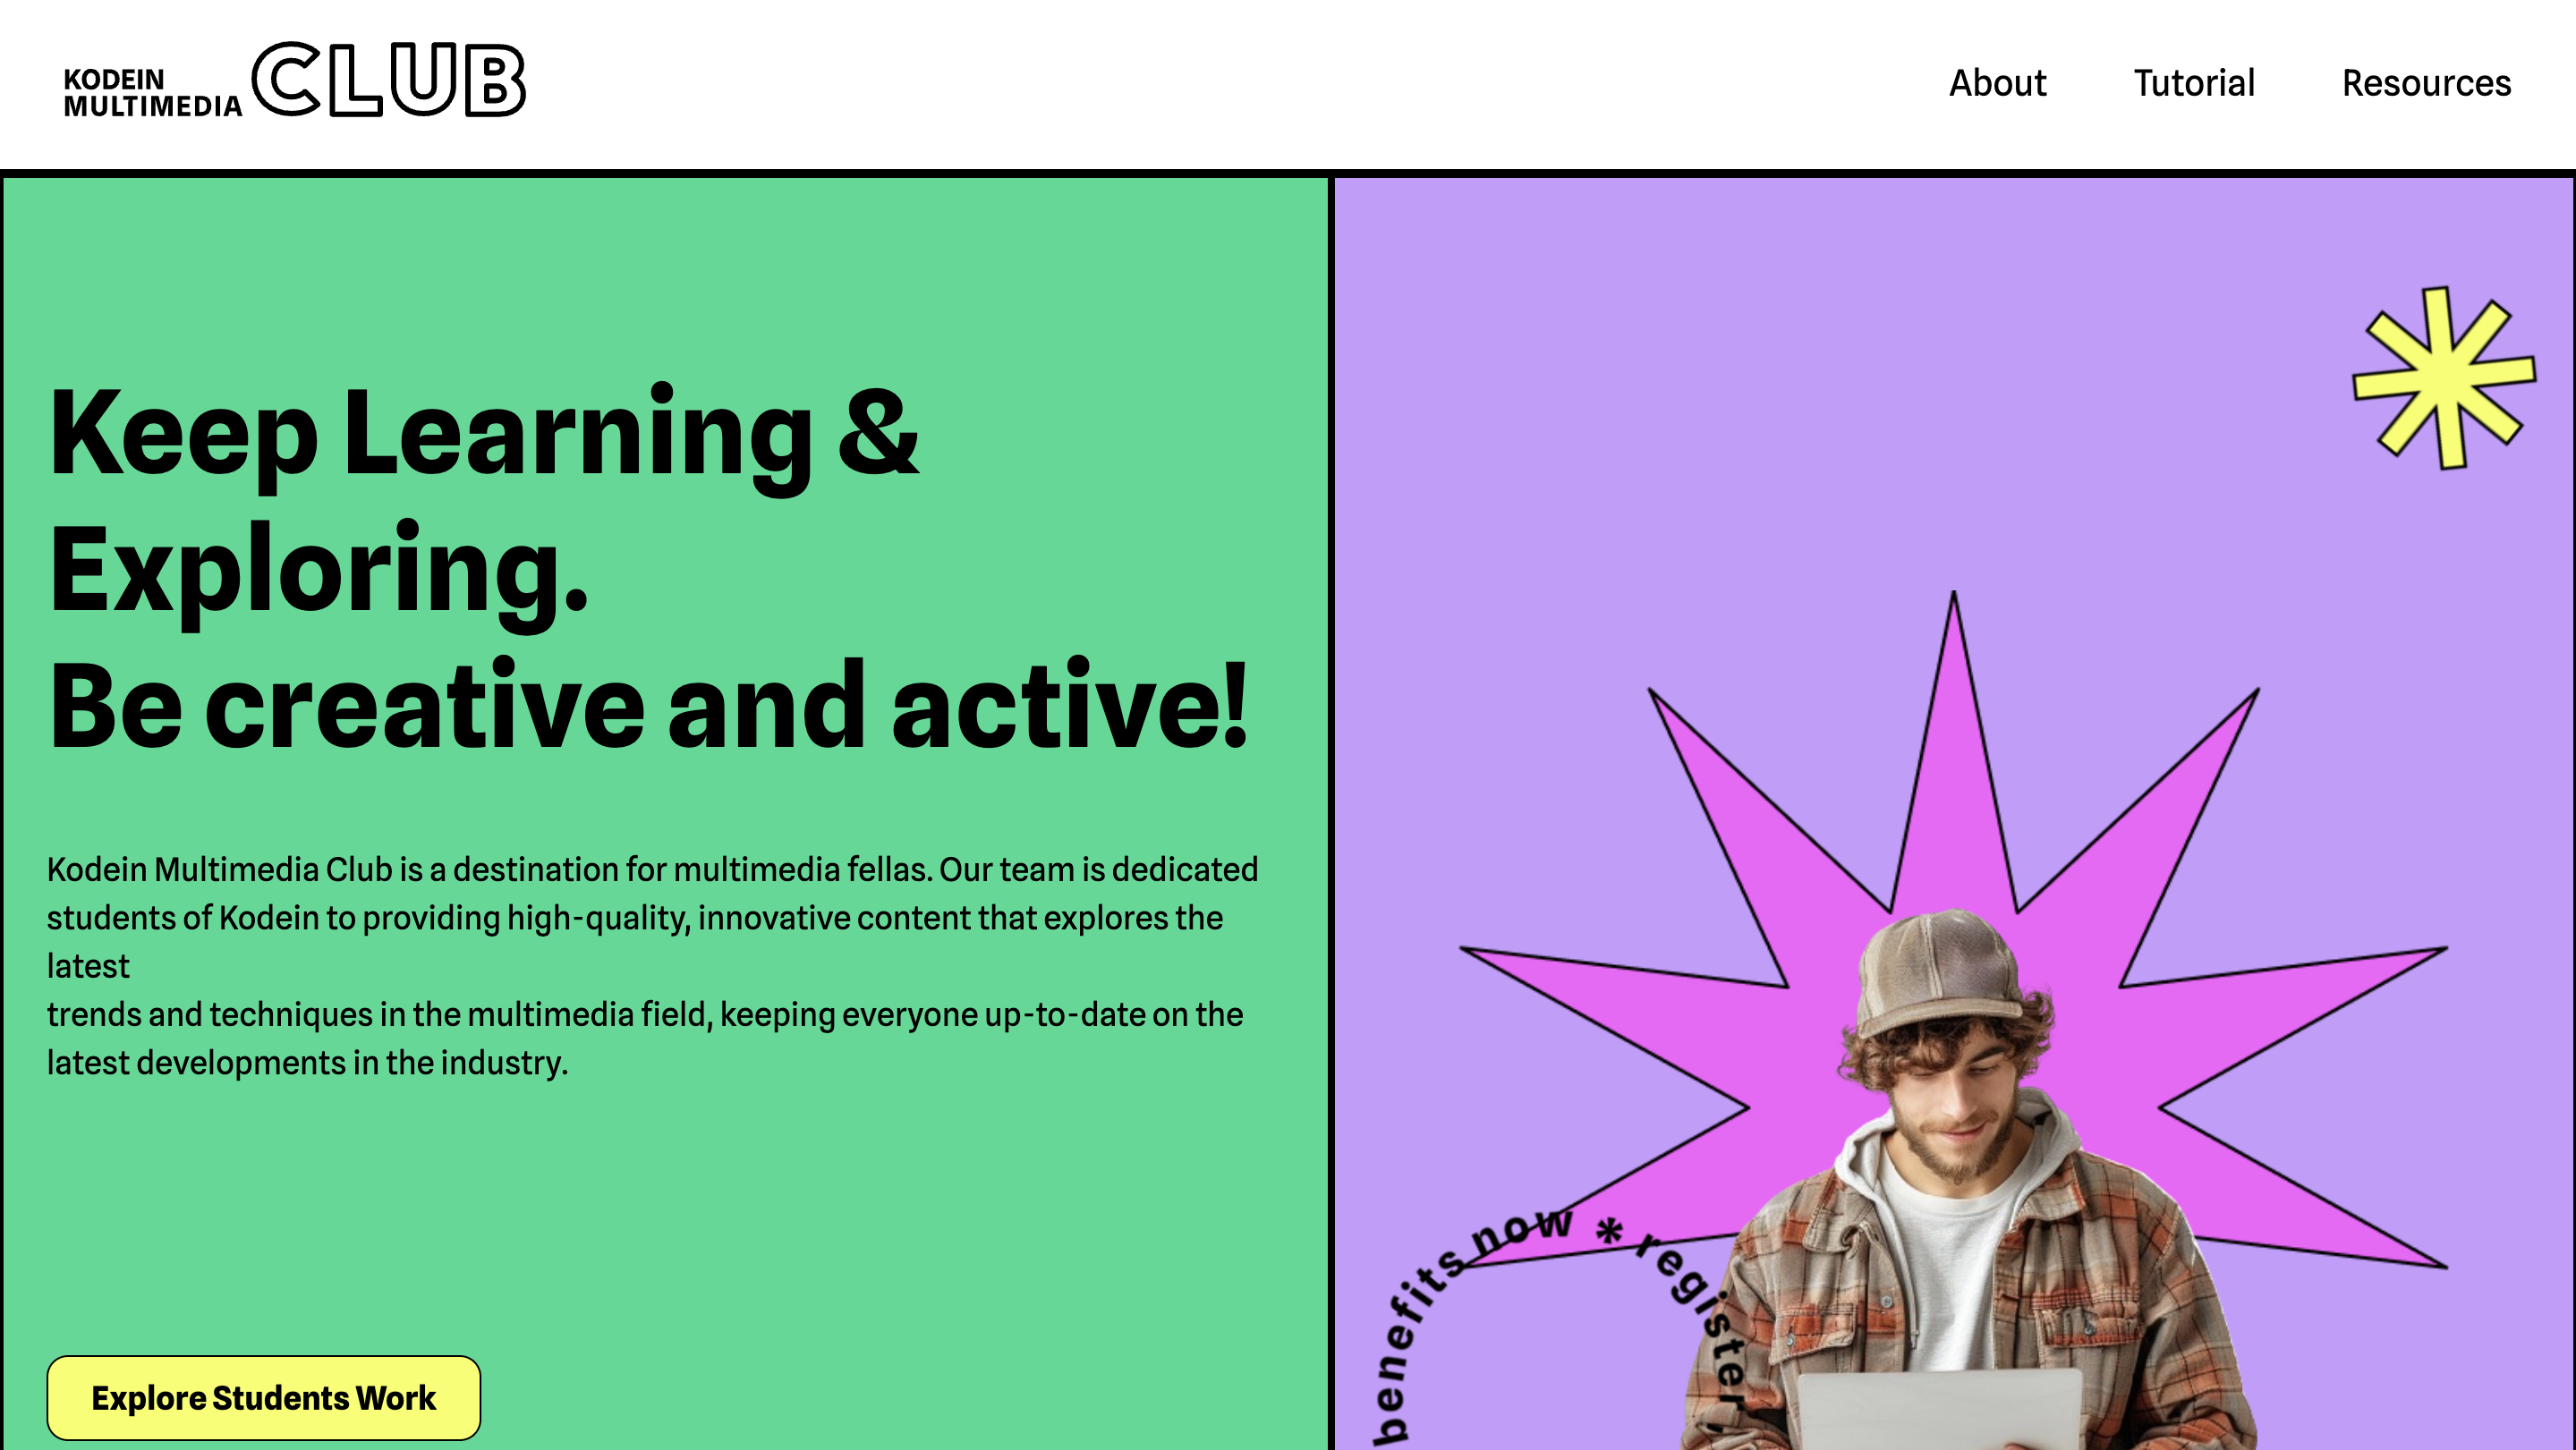 KODEIN
MULTIMEDIA CLUB
About Tutorial Resources
Keep Learning &
Exploring.
Be creative and active!
Kodein Multimedia Club is a destination for multimedia fellas. Our team is dedicated
students of Kodein to providing high-quality, innovative content that explores the
latest
trends and techniques in the multimedia field, keeping everyone up-to-date on the
latest developments in the industry.
Explore Students Work
benefits now * register